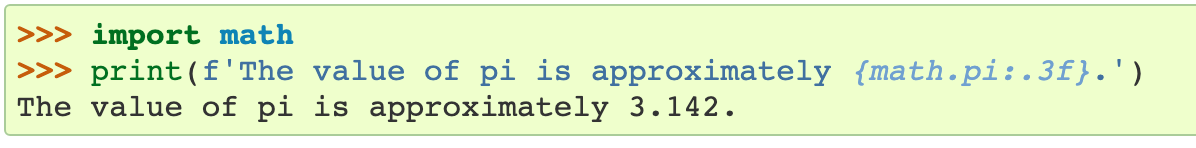 >>> import math
>>> print(f'The value of pi is approximately {math.pi:.3f}.')
The value of pi is approximately 3.142.